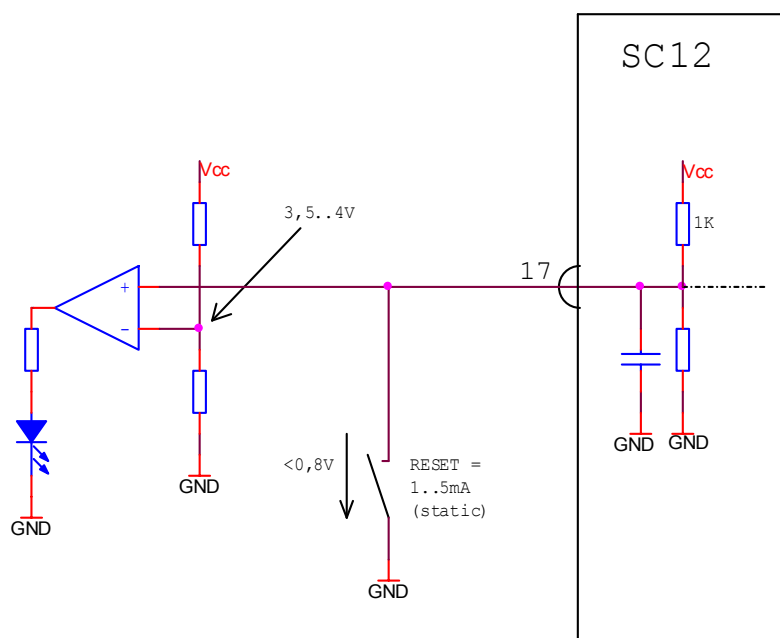 SC12
Vcc
Vcc
3,5..4V
1K
17
+
−
GND
GND
<0,8V
RESET =
1..5mA
(static)
GND
GND
GND